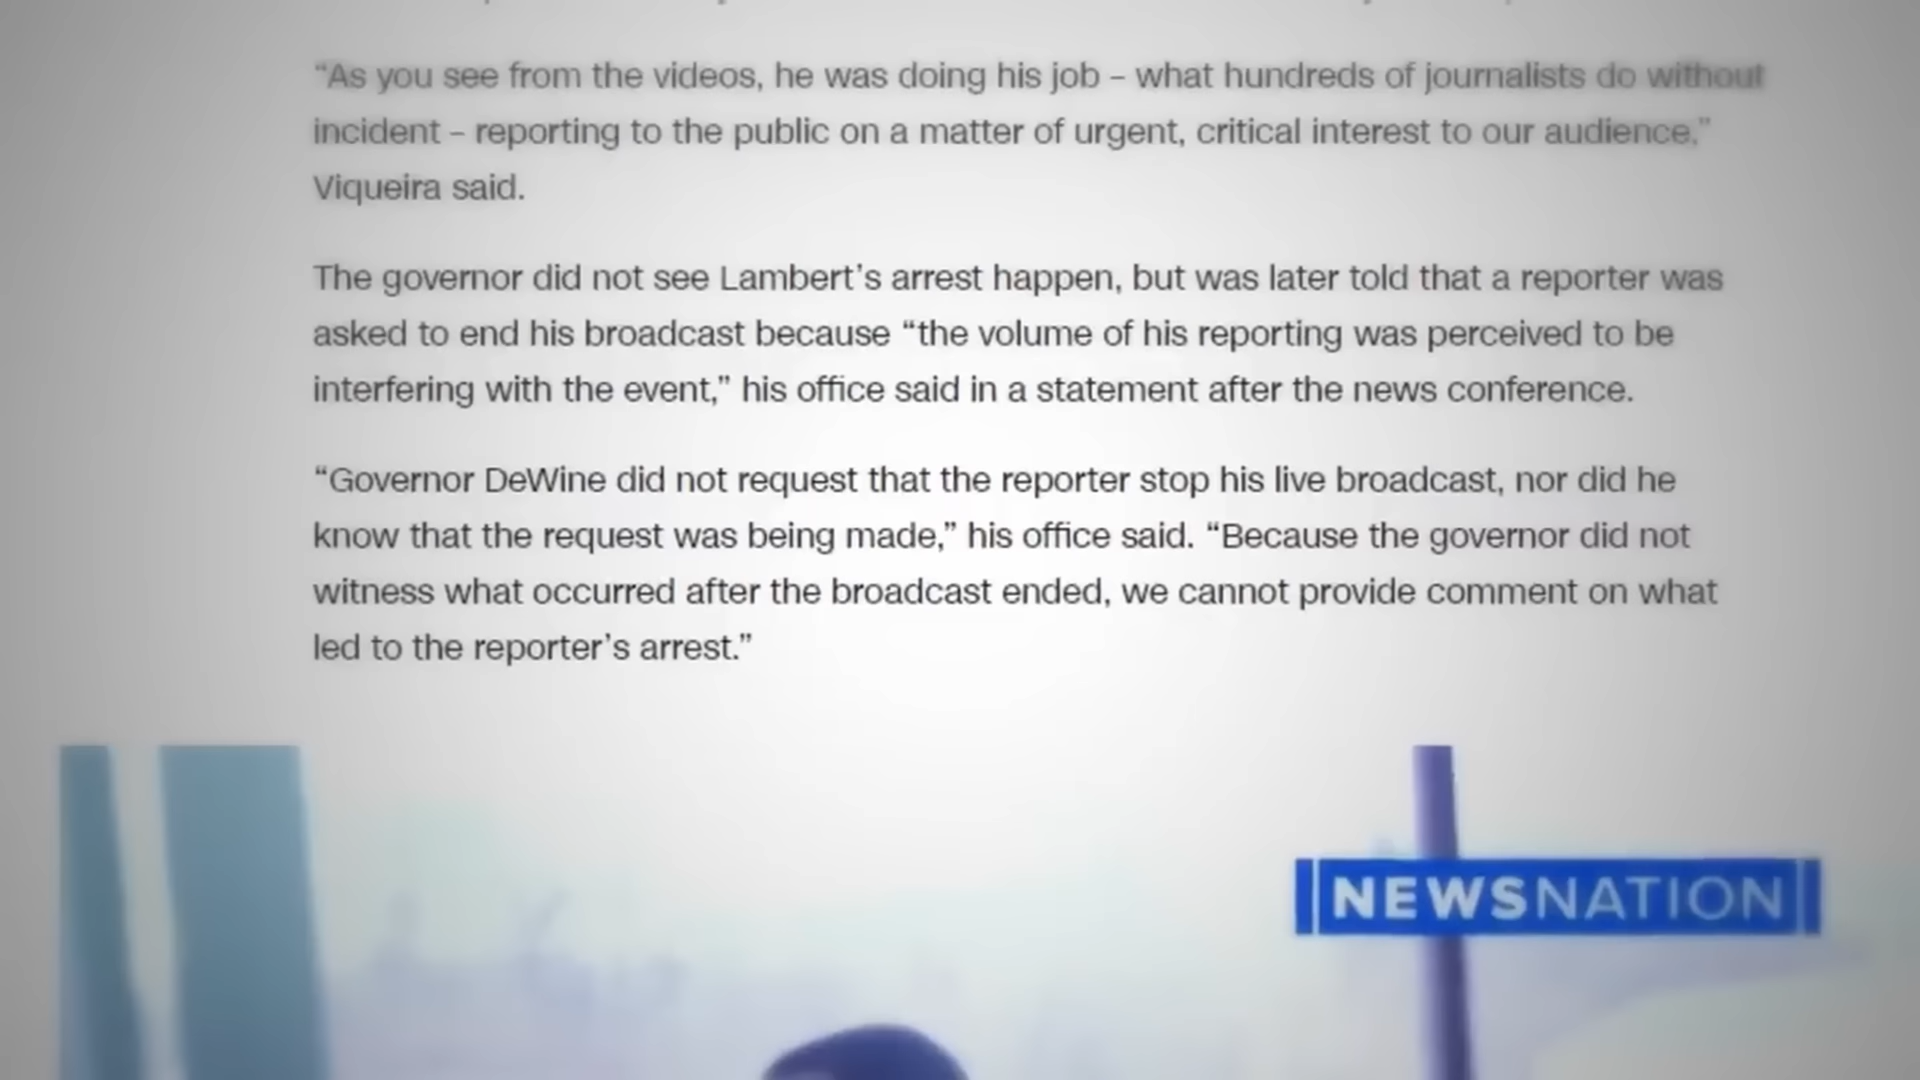 “As you see from the videos, he was doing his job – what hundreds of journalists do without
incident – reporting to the public on a matter of urgent, critical interest to our audience,”
Viqueira said.
The governor did not see Lambert’s arrest happen, but was later told that a reporter was
asked to end his broadcast because “the volume of his reporting was perceived to be
interfering with the event,” his office said in a statement after the news conference.
“Governor DeWine did not request that the reporter stop his live broadcast, nor did he
know that the request was being made,” his office said. “Because the governor did not
witness what occurred after the broadcast ended, we cannot provide comment on what
led to the reporter’s arrest.”
NEWSNATION